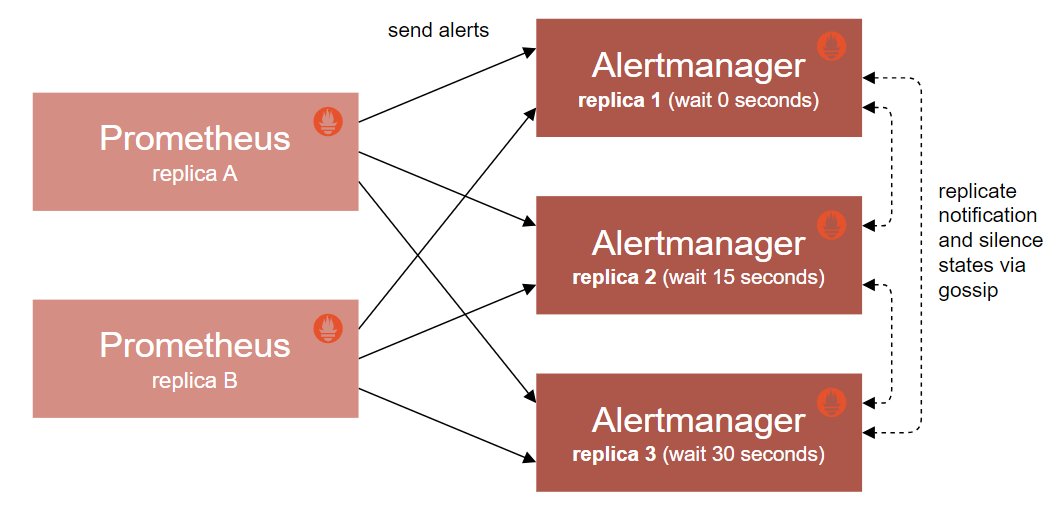 send alerts
Prometheus
replica A
Prometheus
replica B
Alertmanager
replica 1 (wait 0 seconds)
Alertmanager
replica 2 (wait 15 seconds)
Alertmanager
replica 3 (wait 30 seconds)
replicate
notification
and silence
states via
gossip